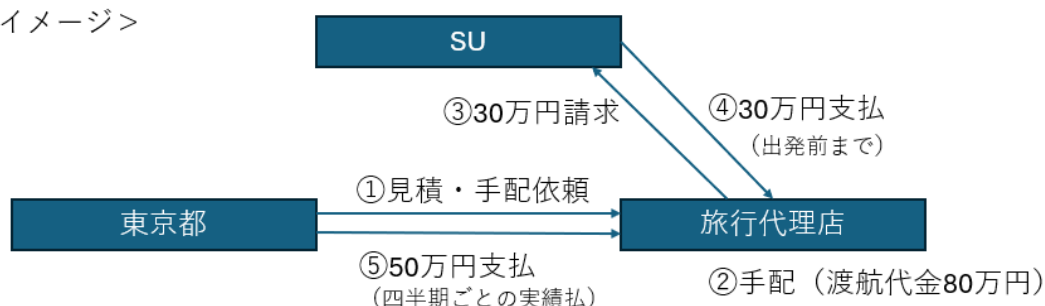 イメージ>
SU
③30万円請求
④30万円支払
(出発前まで)
①見積・手配依頼
東京都
旅行代理店
⑤50万円支払
(四半期ごとの実績払)
②手配(渡航代金80万円)